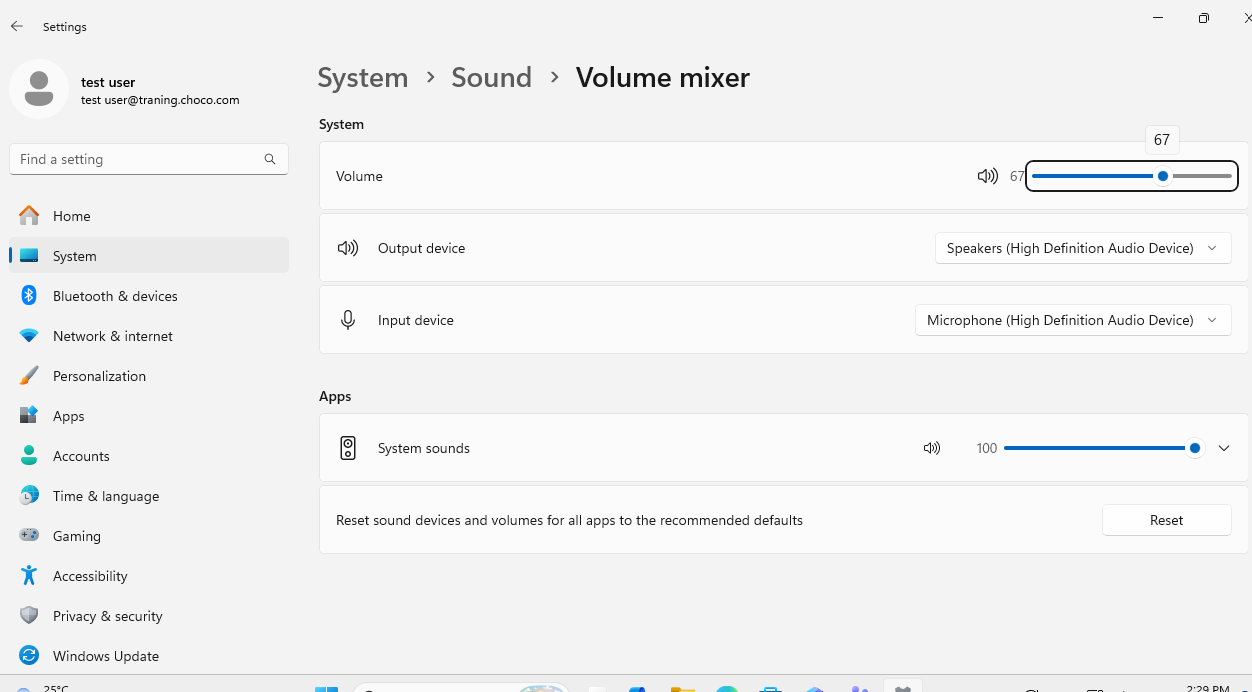 Settings
test user
test user@traning.choco.com
Find a setting
Home
System
Bluetooth & devices
Network & internet
Personalization
Apps
Accounts
Time & language
Gaming
Accessibility
Privacy & security
Windows Update
System > Sound > Volume mixer
System
67
Volume 67
Output device Speakers (High Definition Audio Device)
Input device Microphone (High Definition Audio Device)
Apps
System sounds 100
Reset sound devices and volumes for all apps to the recommended defaults Reset
25°C
2:29 PM